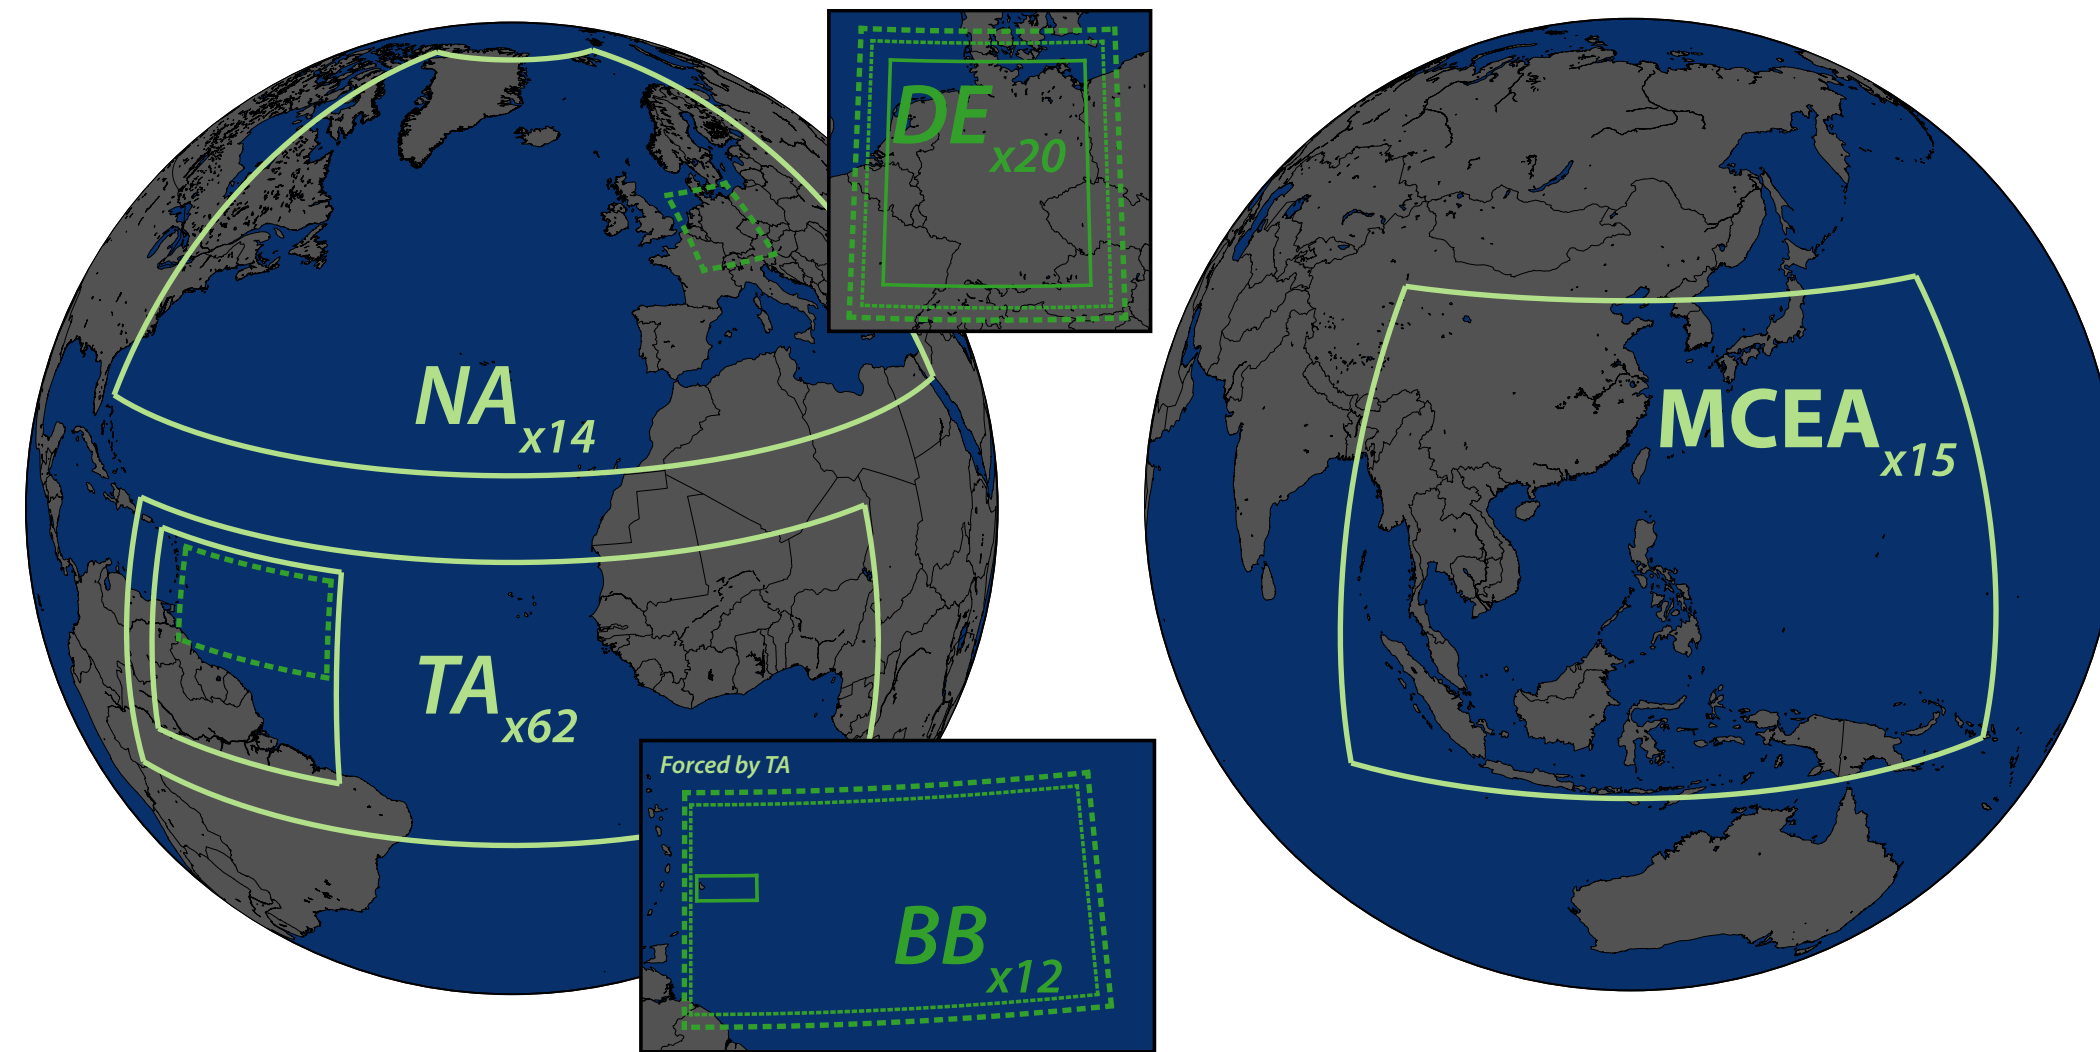 DE
x20
NA
x14
MCEA
x15
TA
x62
Forced by TA
BB
x12